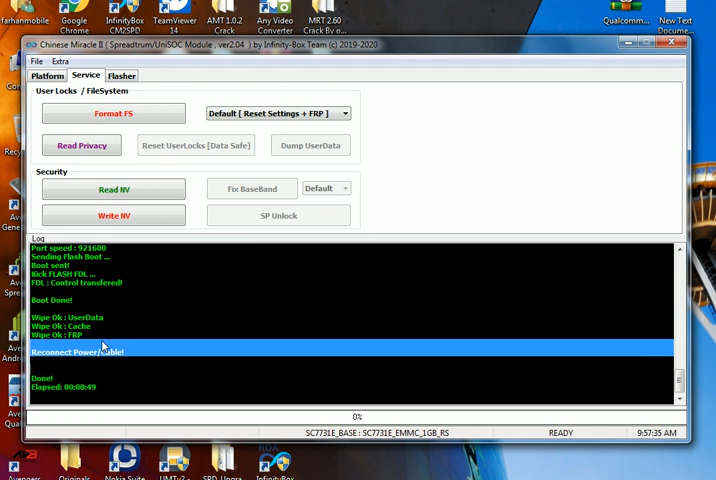 farhanmobile
Google
Chrome
InfinityBox
CM2SPD
TeamViewer
14
AMT 1.0.2
Crack
Any Video
Converter
MRT 2.60
Crack By o...
Qualcomm...
New Text
Docume...
Chinese Miracle II ( Spreadtrum/UniSOC Module , ver2.04 ) by Infinity-Box Team (c) 2019-2020
File Extra
Platform Service Flasher
User Locks / FileSystem
Format FS Default [ Reset Settings + FRP ]
Read Privacy Reset UserLocks [Data Safe] Dump UserData
Security
Read NV Fix BaseBand Default
Write NV SP Unlock
Log
Port speed : 921600
Sending Flash Boot ...
Boot sent!
Kick FLASH FDL ...
FDL : Control transfered!
Boot Done!
Wipe Ok : UserData
Wipe Ok : Cache
Wipe Ok : FRP
Reconnect Power/Cable!
Done!
Elapsed: 00:00:49
0%
SC7731E_BASE : SC7731E_EMMC_1GB_RS READY 9:57:35 AM
Avengers
Originals
Nokia Suite
UMTv2 -
SPD_Upgra
InfinityBox